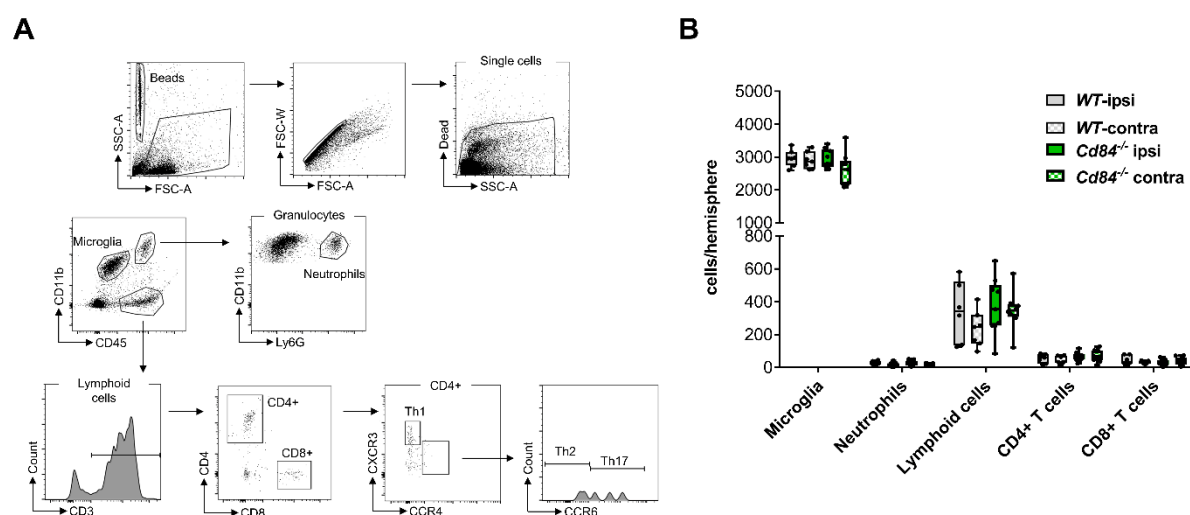 A
Beads
SSC-A
FSC-A
FSC-W
FSC-A
Single cells
Dead
SSC-A
Microglia
CD11b
CD45
Granulocytes
Neutrophils
CD11b
Ly6G
Lymphoid
cells
Count
CD3
CD4+
CD8+
CD4
CD8
CD4+
Th1
CXCR3
CCR4
Th2
Th17
Count
CCR6
B
cells/hemisphere
5000
4000
3000
2000
1000
600
400
200
0
WT-ipsi
WT-contra
Cd84-/- ipsi
Cd84-/- contra
Microglia
Neutrophils
Lymphoid cells
CD4+ T cells
CD8+ T cells